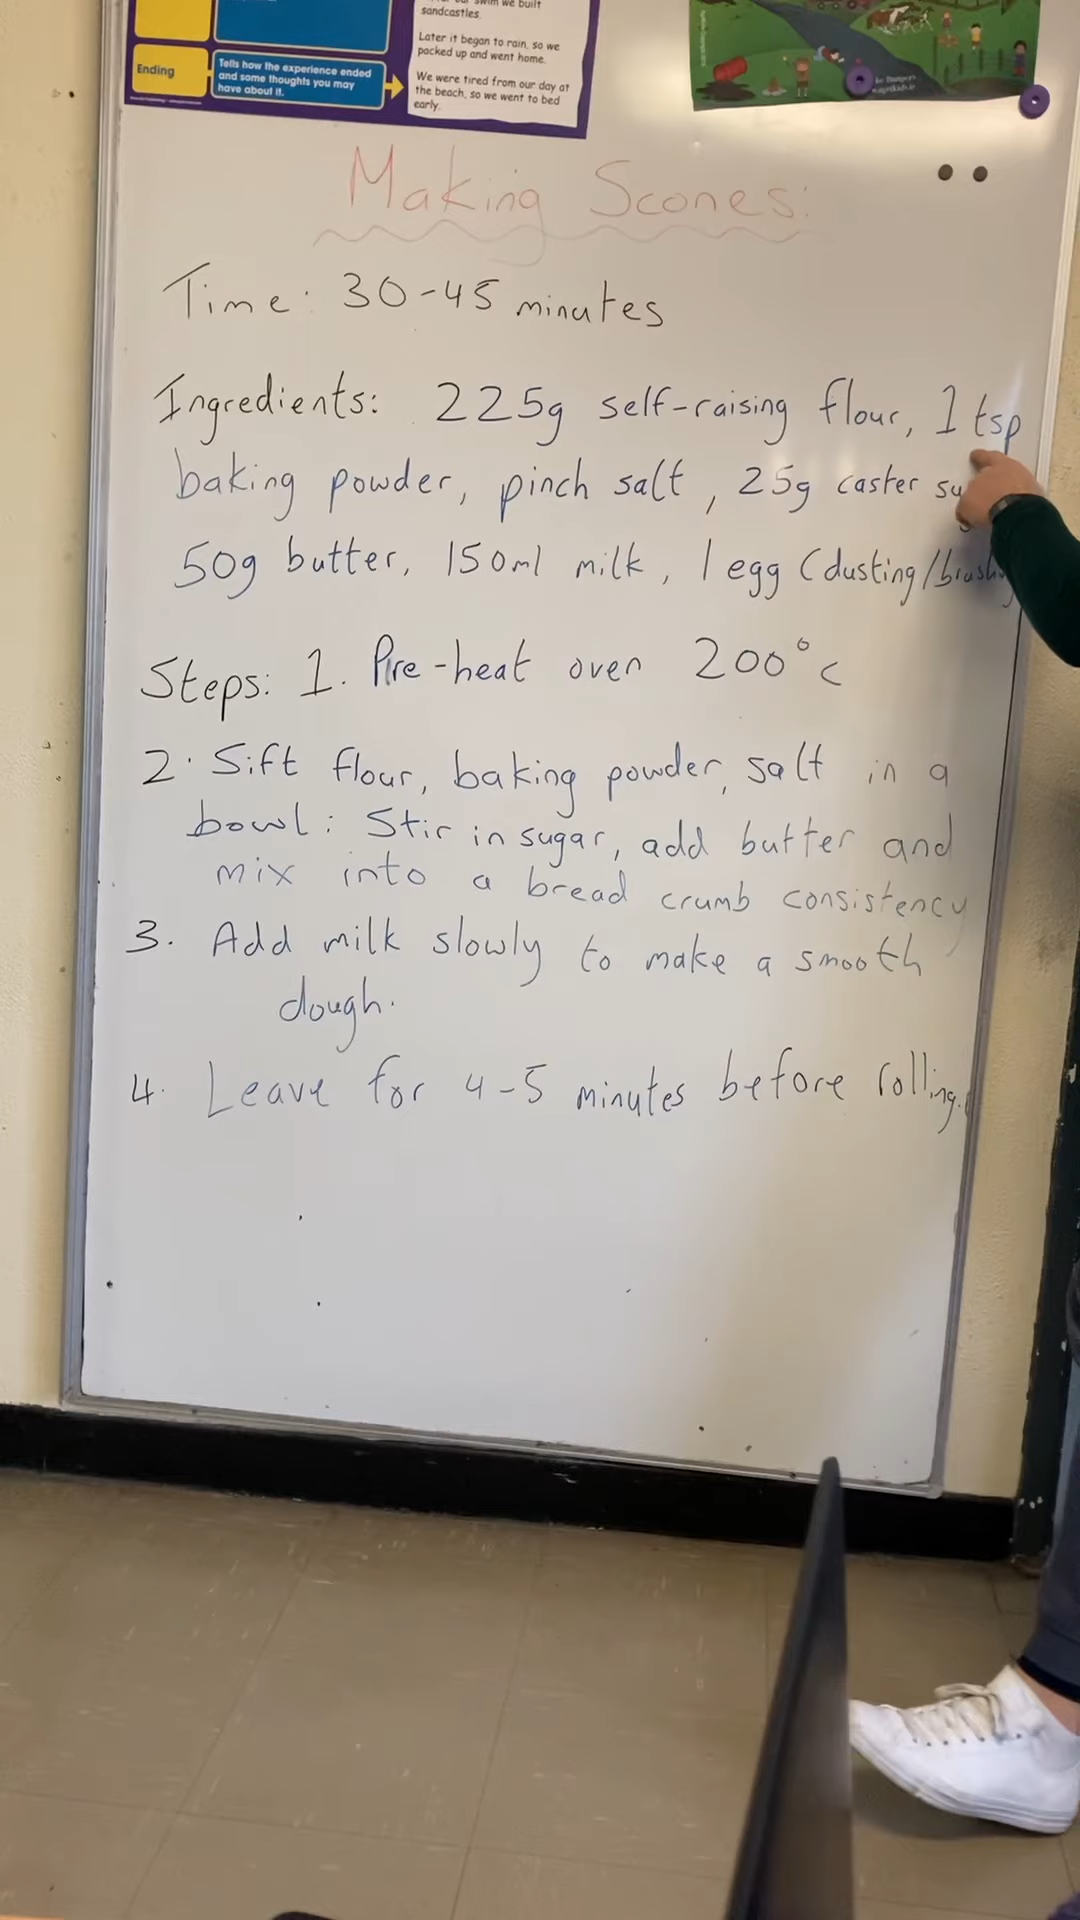 sandcastles.
Later it began to rain, so we
packed up and went home.
We were tired from our day at
the beach, so we went to bed
early.
Ending
Tells how the experience ended
and some thoughts you may
have about it.
Making Scones:
Time: 30-45 minutes
Ingredients: 225g self-raising flour, 1 tsp
baking powder, pinch salt, 25g caster
50g butter, 150ml milk, 1 egg (dusting/
Steps: 1. Pre-heat oven 200°c
2. Sift flour, baking powder, salt in a
bowl: Stir in sugar, add butter and
mix into a bread crumb consistency
3. Add milk slowly to make a smooth
dough.
4. Leave for 4-5 minutes before rolling.